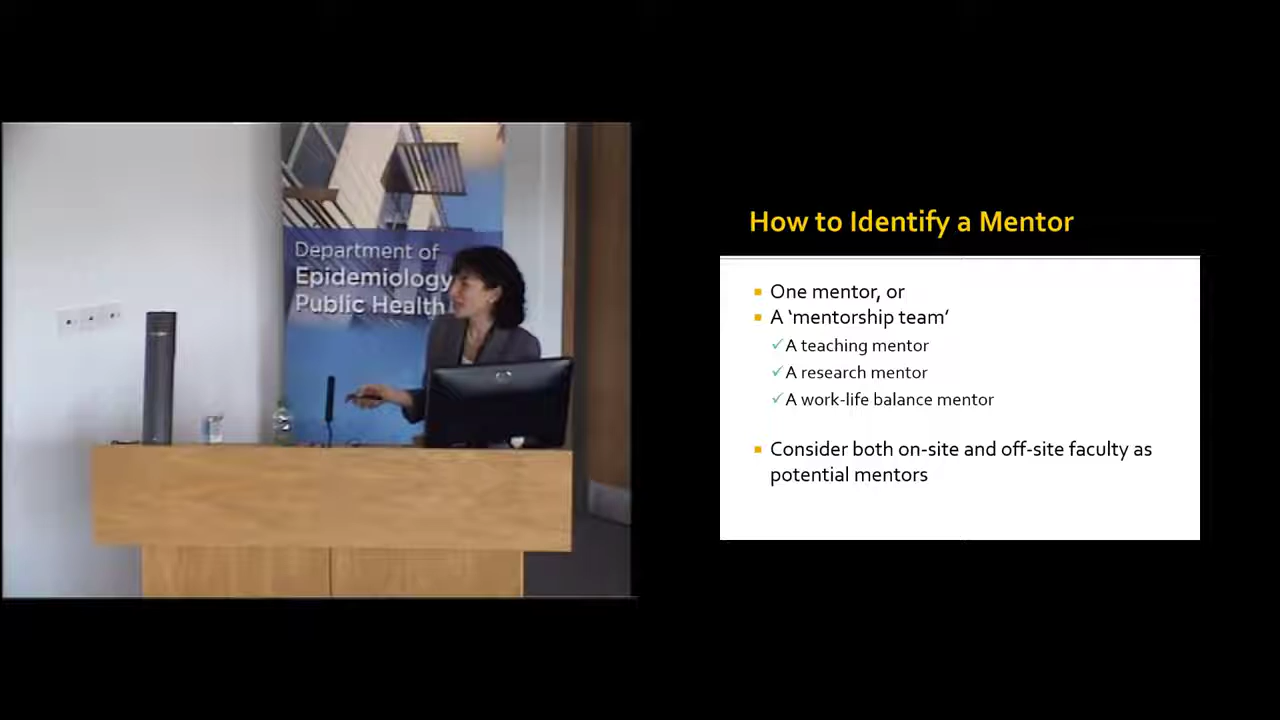 Department of
Epidemiology
Public Health
How to Identify a Mentor
One mentor, or
A ‘mentorship team’
A teaching mentor
A research mentor
A work-life balance mentor
Consider both on-site and off-site faculty as
potential mentors